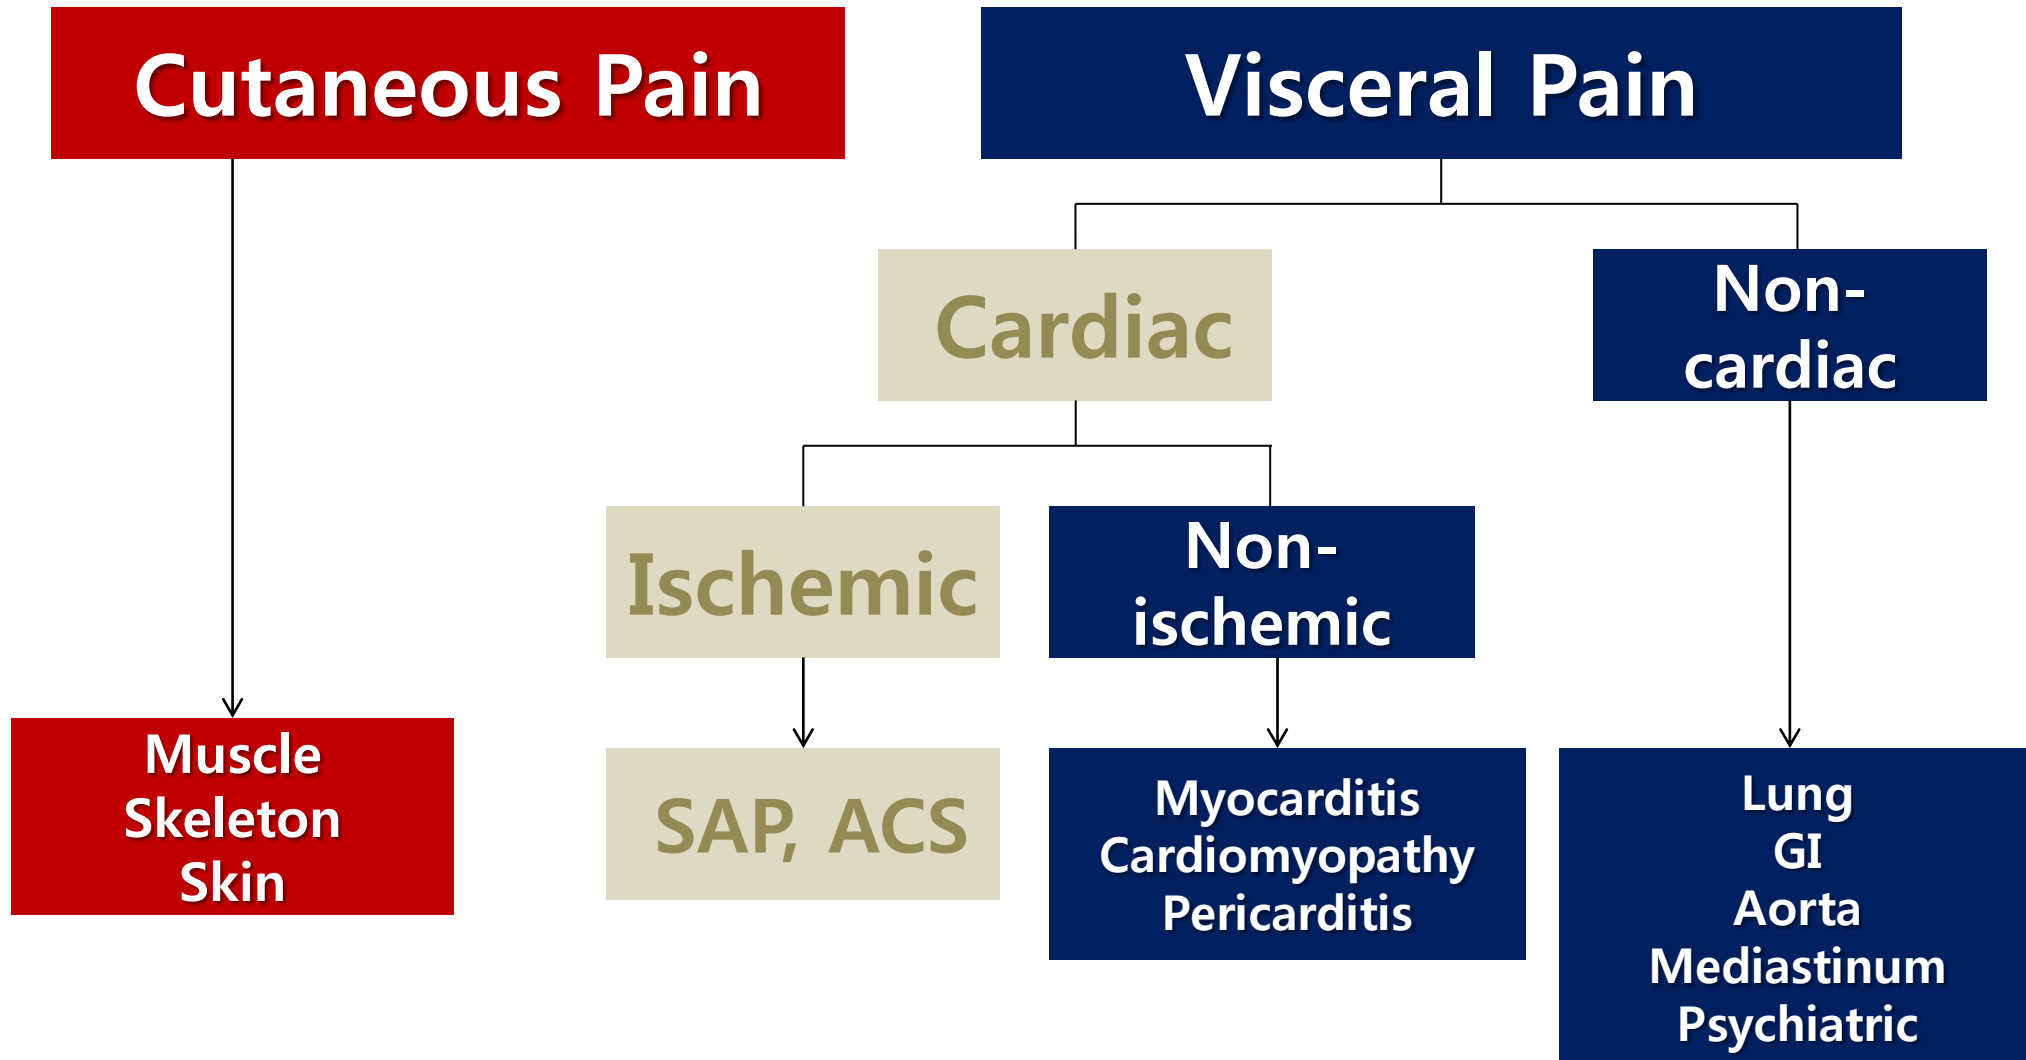 Cutaneous Pain
Visceral Pain
Cardiac
Non-
cardiac
Ischemic
Non-
ischemic
Muscle
Skeleton
Skin
SAP, ACS
Myocarditis
Cardiomyopathy
Pericarditis
Lung
GI
Aorta
Mediastinum
Psychiatric